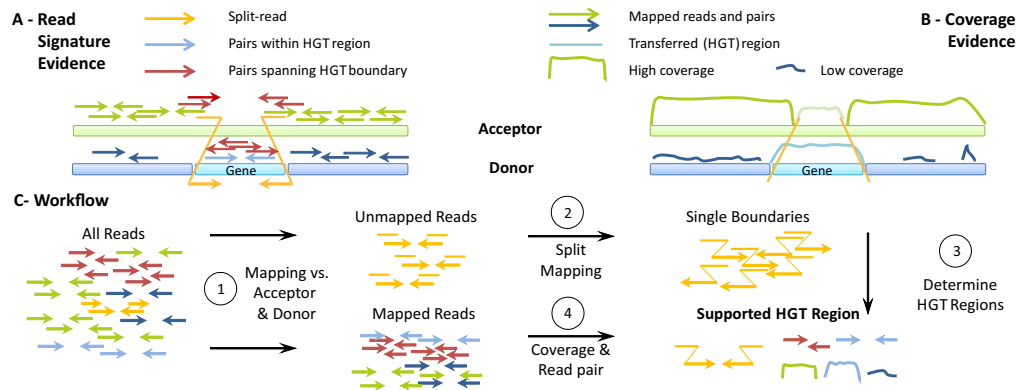 A - Read
Signature
Evidence
Split-read
Pairs within HGT region
Pairs spanning HGT boundary
Mapped reads and pairs
Transferred (HGT) region
High coverage
Low coverage
B - Coverage
Evidence
Acceptor
Donor
Gene
Gene
C- Workflow
All Reads
1
Mapping vs.
Acceptor
& Donor
Unmapped Reads
Mapped Reads
2
Split
Mapping
4
Coverage &
Read pair
Single Boundaries
3
Determine
HGT Regions
Supported HGT Region